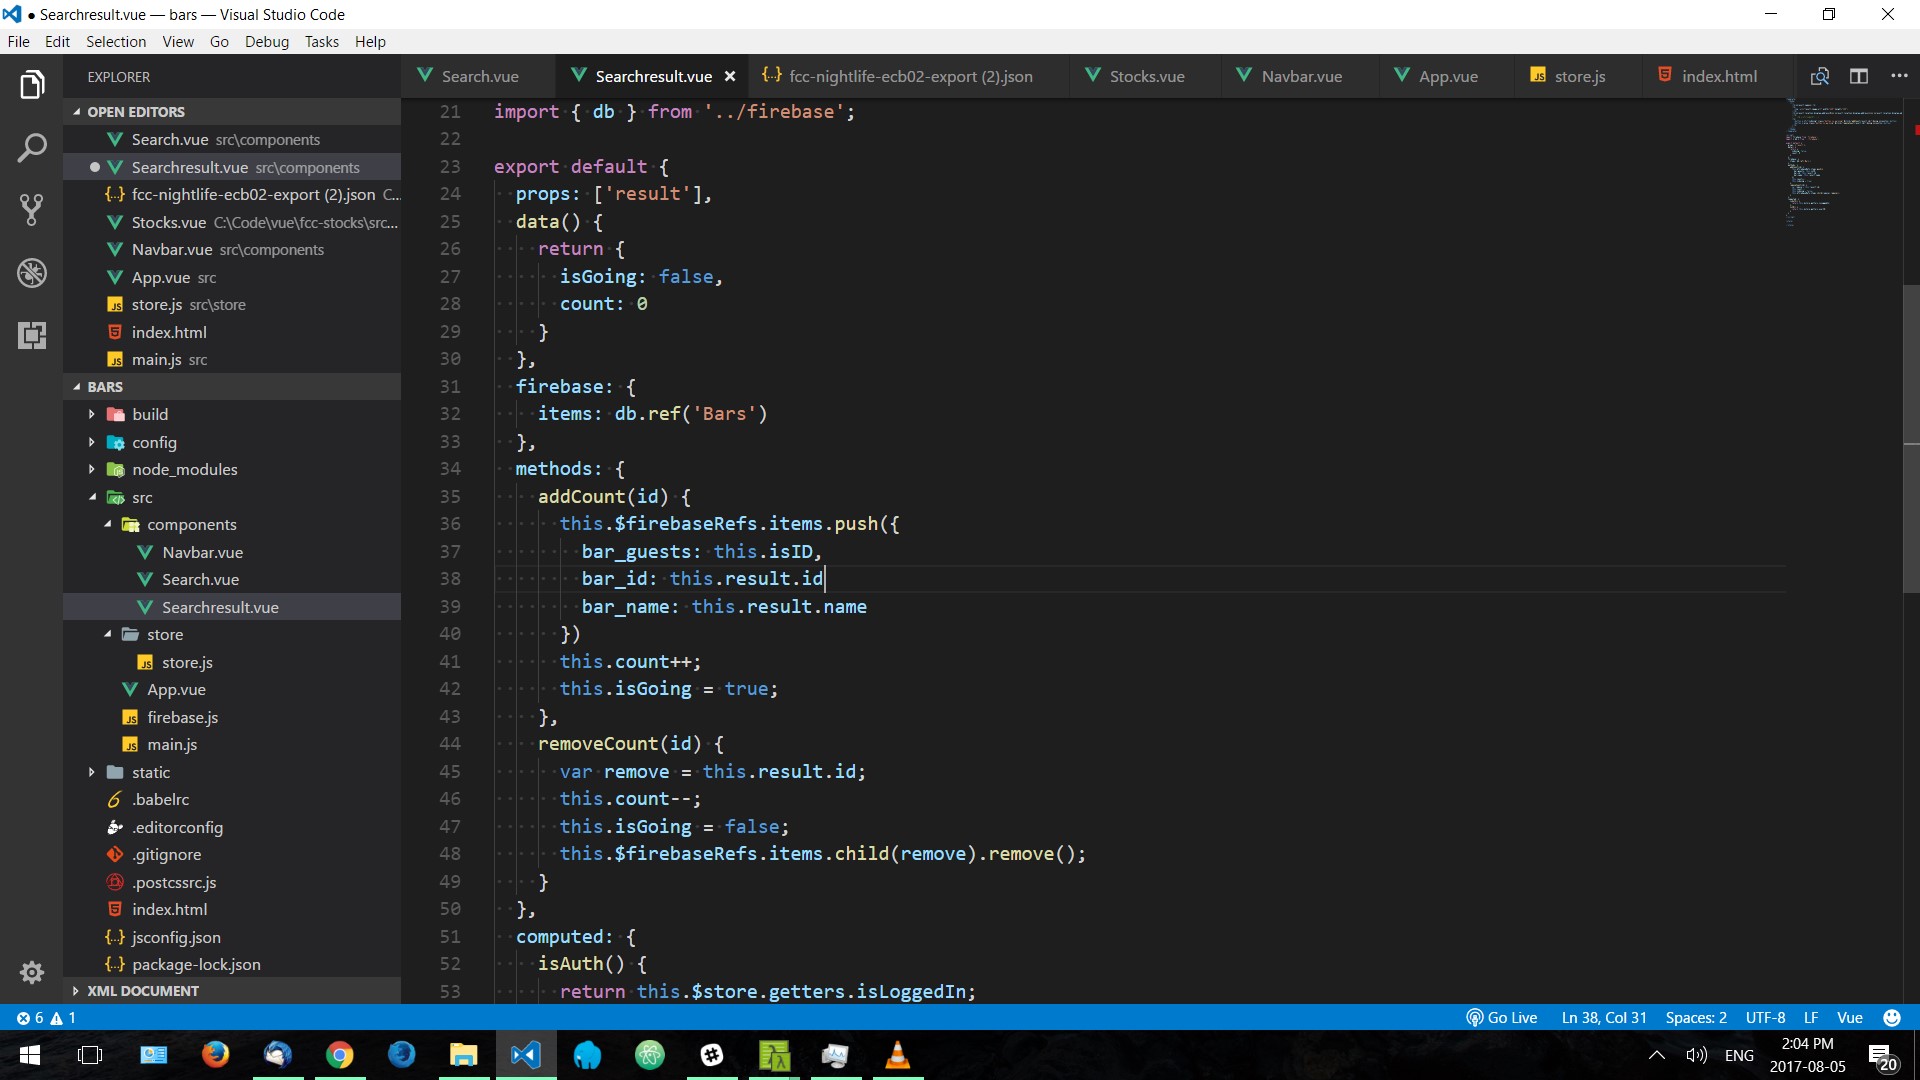 ● Searchresult.vue — bars — Visual Studio Code
File Edit Selection View Go Debug Tasks Help
EXPLORER
Search.vue
Searchresult.vue
fcc-nightlife-ecb02-export (2).json
Stocks.vue
Navbar.vue
App.vue
store.js
index.html
OPEN EDITORS
Search.vue src\components
Searchresult.vue src\components
fcc-nightlife-ecb02-export (2).json C...
Stocks.vue C:\Code\vue\fcc-stocks\src...
Navbar.vue src\components
App.vue src
store.js src\store
index.html
main.js src
BARS
build
config
node_modules
src
components
Navbar.vue
Search.vue
Searchresult.vue
store
store.js
App.vue
firebase.js
main.js
static
.babelrc
.editorconfig
.gitignore
.postcssrc.js
index.html
jsconfig.json
package-lock.json
XML DOCUMENT
21 import { db } from '../firebase';
22
23 export default {
24 props: ['result'],
25 data() {
26 return {
27 isGoing: false,
28 count: 0
29 }
30 },
31 firebase: {
32 items: db.ref('Bars')
33 },
34 methods: {
35 addCount(id) {
36 this.$firebaseRefs.items.push({
37 bar_guests: this.isID,
38 bar_id: this.result.id
39 bar_name: this.result.name
40 })
41 this.count++;
42 this.isGoing = true;
43 },
44 removeCount(id) {
45 var remove = this.result.id;
46 this.count--;
47 this.isGoing = false;
48 this.$firebaseRefs.items.child(remove).remove();
49 }
50 },
51 computed: {
52 isAuth() {
53 return this.$store.getters.isLoggedIn;
6 1
Go Live Ln 38, Col 31 Spaces: 2 UTF-8 LF Vue
ENG
2:04 PM
2017-08-05
20